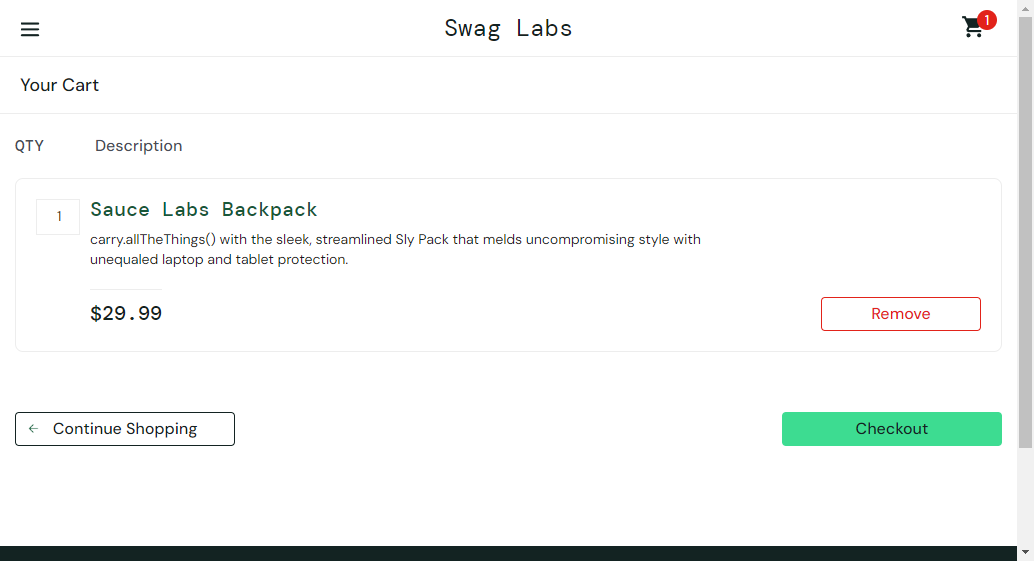 Swag Labs
1
Your Cart
QTY Description
1
Sauce Labs Backpack
carry.allTheThings() with the sleek, streamlined Sly Pack that melds uncompromising style with
unequaled laptop and tablet protection.
$29.99
Remove
Continue Shopping
Checkout